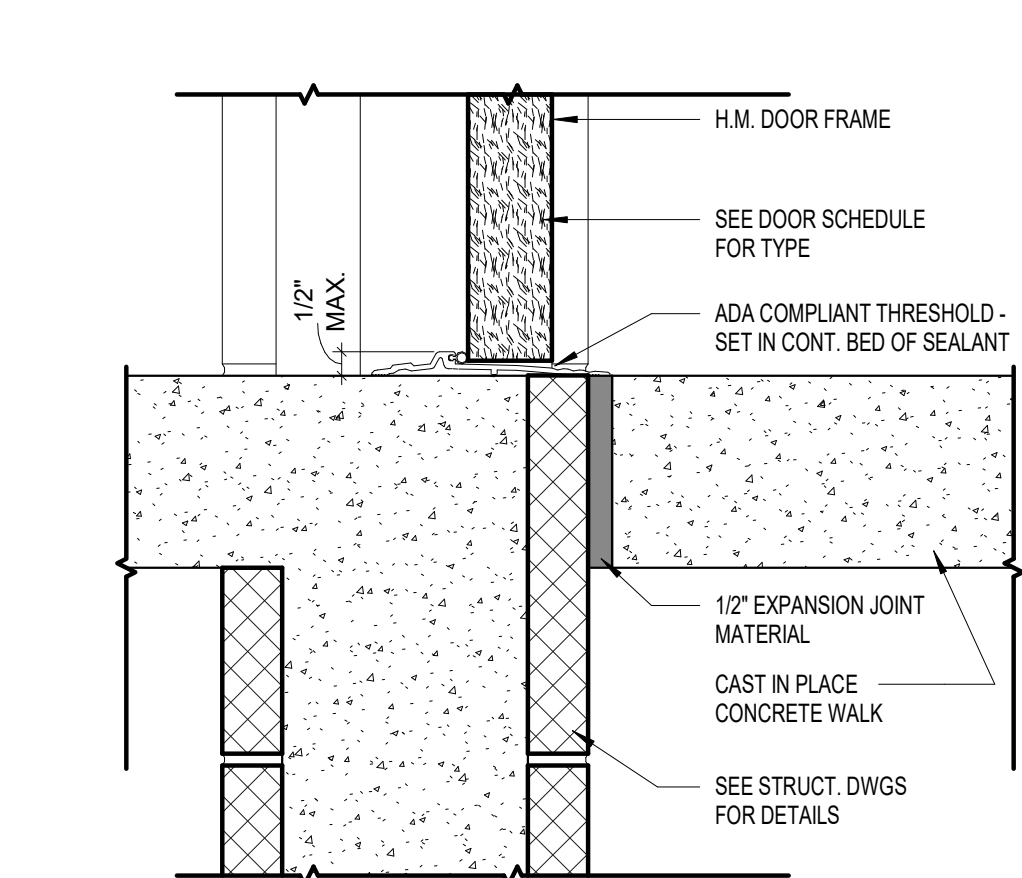 H.M. DOOR FRAME
SEE DOOR SCHEDULE
FOR TYPE
1/2"
MAX.
ADA COMPLIANT THRESHOLD -
SET IN CONT. BED OF SEALANT
1/2" EXPANSION JOINT
MATERIAL
CAST IN PLACE
CONCRETE WALK
SEE STRUCT. DWGS
FOR DETAILS